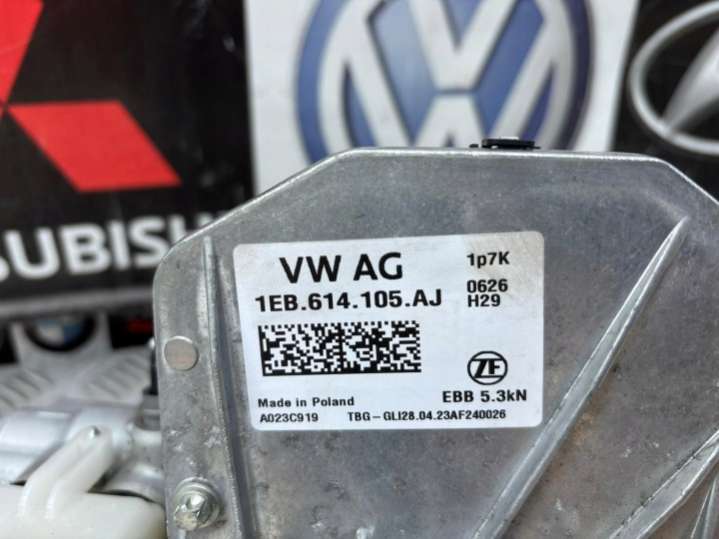 SUBISHI
VW AG
1p7K
1EB.614.105.AJ
0626
H29
ZF
Made in Poland
EBB 5.3kN
A023C919
TBG-GLI28.04.23AF240026